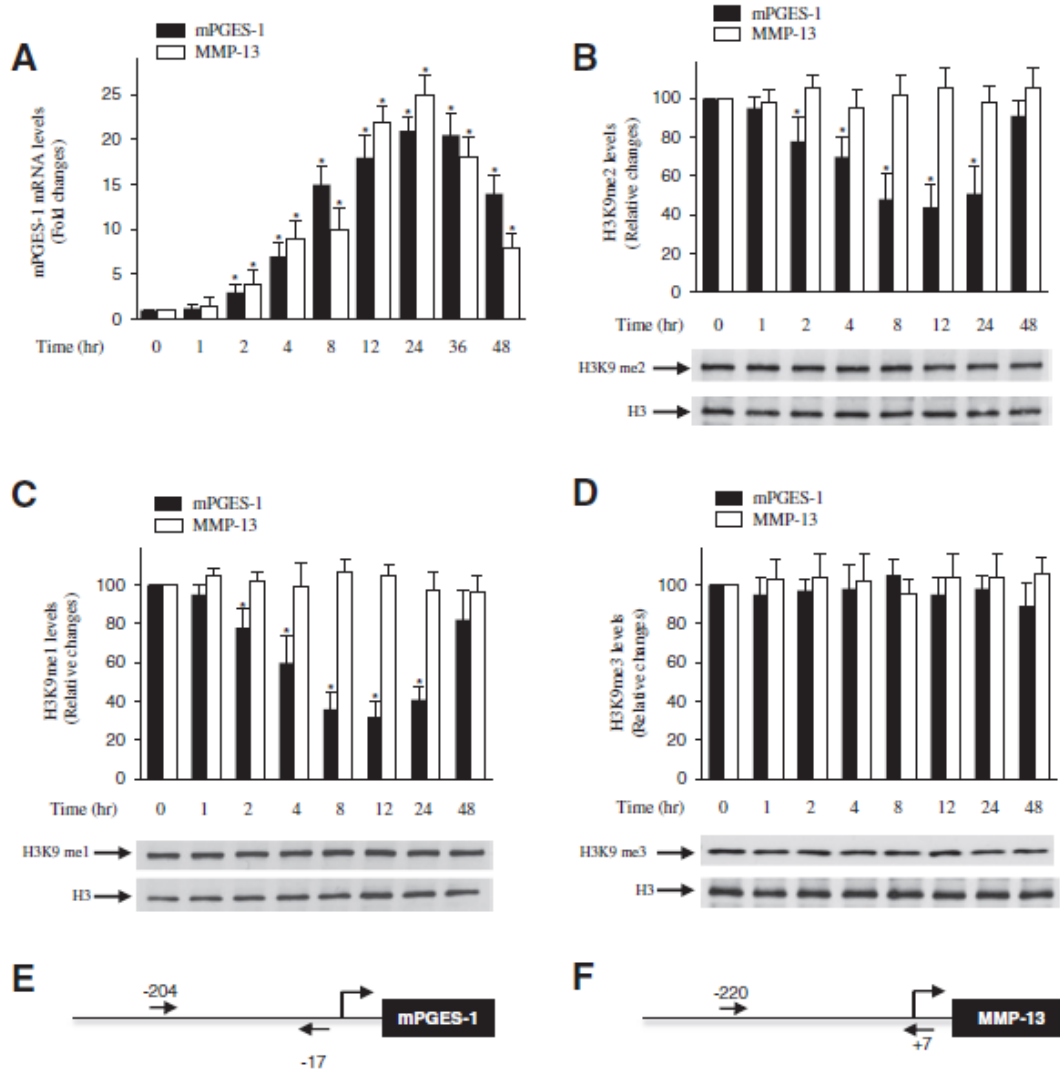 A
mPGES-1
MMP-13
mPGES-1 mRNA levels
(Fold changes)
25
20
15
10
5
0
* * * * * * * * * * * * * *
Time (hr) 0 1 2 4 8 12 24 36 48
B
mPGES-1
MMP-13
H3K9me2 levels
( Relative changes)
100
80
60
40
20
0
* * * * * *
Time (hr) 0 1 2 4 8 12 24 48
H3K9 me2
H3
C
mPGES-1
MMP-13
H3K9me1 levels
(Relative changes)
100
80
60
40
20
0
* * * * * *
Time (hr) 0 1 2 4 8 12 24 48
H3K9 me1
H3
D
mPGES-1
MMP-13
H3K9me3 levels
(Relative changes)
100
80
60
40
20
0
Time (hr) 0 1 2 4 8 12 24 48
H3K9 me3
H3
E
-204
mPGES-1
-17
F
-220
MMP-13
+7